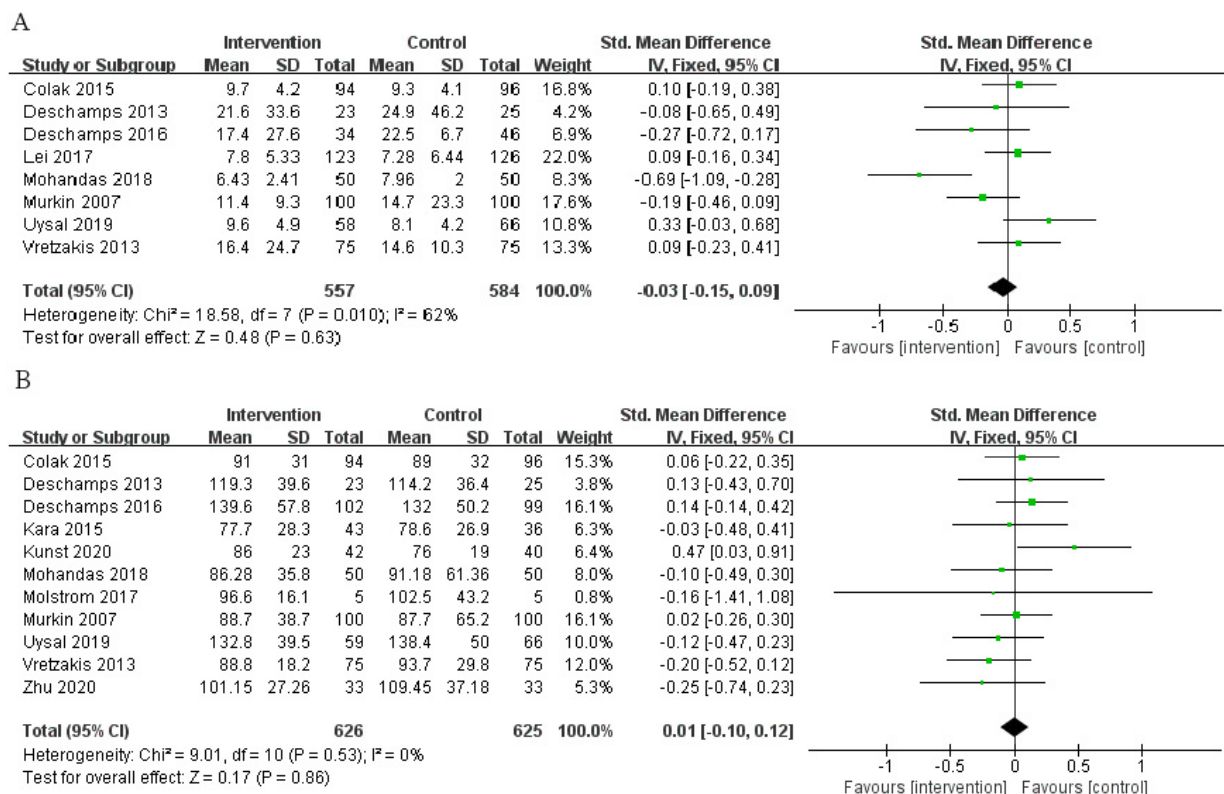 A
Intervention Control Std. Mean Difference Std. Mean Difference
Study or Subgroup Mean SD Total Mean SD Total Weight IV, Fixed, 95% CI IV, Fixed, 95% CI
Colak 2015 9.7 4.2 94 9.3 4.1 96 16.8% 0.10 [-0.19, 0.38]
Deschamps 2013 21.6 33.6 23 24.9 46.2 25 4.2% -0.08 [-0.65, 0.49]
Deschamps 2016 17.4 27.6 34 22.5 6.7 46 6.9% -0.27 [-0.72, 0.17]
Lei 2017 7.8 5.33 123 7.28 6.44 126 22.0% 0.09 [-0.16, 0.34]
Mohandas 2018 6.43 2.41 50 7.96 2 50 8.3% -0.69 [-1.09, -0.28]
Murkin 2007 11.4 9.3 100 14.7 23.3 100 17.6% -0.19 [-0.46, 0.09]
Uysal 2019 9.6 4.9 58 8.1 4.2 66 10.8% 0.33 [-0.03, 0.68]
Vretzakis 2013 16.4 24.7 75 14.6 10.3 75 13.3% 0.09 [-0.23, 0.41]
Total (95% CI) 557 584 100.0% -0.03 [-0.15, 0.09]
Heterogeneity: Chi² = 18.58, df = 7 (P = 0.010); I² = 62%
Test for overall effect: Z = 0.48 (P = 0.63)
-1 -0.5 0 0.5 1
Favours [intervention] Favours [control]
B
Intervention Control Std. Mean Difference Std. Mean Difference
Study or Subgroup Mean SD Total Mean SD Total Weight IV, Fixed, 95% CI IV, Fixed, 95% CI
Colak 2015 91 31 94 89 32 96 15.3% 0.06 [-0.22, 0.35]
Deschamps 2013 119.3 39.6 23 114.2 36.4 25 3.8% 0.13 [-0.43, 0.70]
Deschamps 2016 139.6 57.8 102 132 50.2 99 16.1% 0.14 [-0.14, 0.42]
Kara 2015 77.7 28.3 43 78.6 26.9 36 6.3% -0.03 [-0.48, 0.41]
Kunst 2020 86 23 42 76 19 40 6.4% 0.47 [0.03, 0.91]
Mohandas 2018 86.28 35.8 50 91.18 61.36 50 8.0% -0.10 [-0.49, 0.30]
Molstrom 2017 96.6 16.1 5 102.5 43.2 5 0.8% -0.16 [-1.41, 1.08]
Murkin 2007 88.7 38.7 100 87.7 65.2 100 16.1% 0.02 [-0.26, 0.30]
Uysal 2019 132.8 39.5 59 138.4 50 66 10.0% -0.12 [-0.47, 0.23]
Vretzakis 2013 88.8 18.2 75 93.7 29.8 75 12.0% -0.20 [-0.52, 0.12]
Zhu 2020 101.15 27.26 33 109.45 37.18 33 5.3% -0.25 [-0.74, 0.23]
Total (95% CI) 626 625 100.0% 0.01 [-0.10, 0.12]
Heterogeneity: Chi² = 9.01, df = 10 (P = 0.53); I² = 0%
Test for overall effect: Z = 0.17 (P = 0.86)
-1 -0.5 0 0.5 1
Favours [intervention] Favours [control]